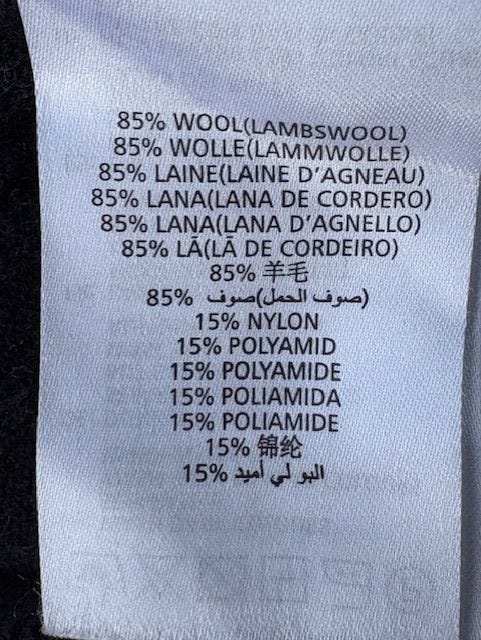 85% WOOL(LAMBSWOOL)
85% WOLLE(LAMMWOLLE)
85% LAINE(LAINE D'AGNEAU)
85% LANA(LANA DE CORDERO)
85% LANA(LANA D'AGNELLO)
85% LÃ(LÃ DE CORDEIRO)
85% 羊毛
85% صوف(صوف الحمل)
15% NYLON
15% POLYAMID
15% POLYAMIDE
15% POLIAMIDA
15% POLIAMIDE
15% 锦纶
15% البو لي أميد